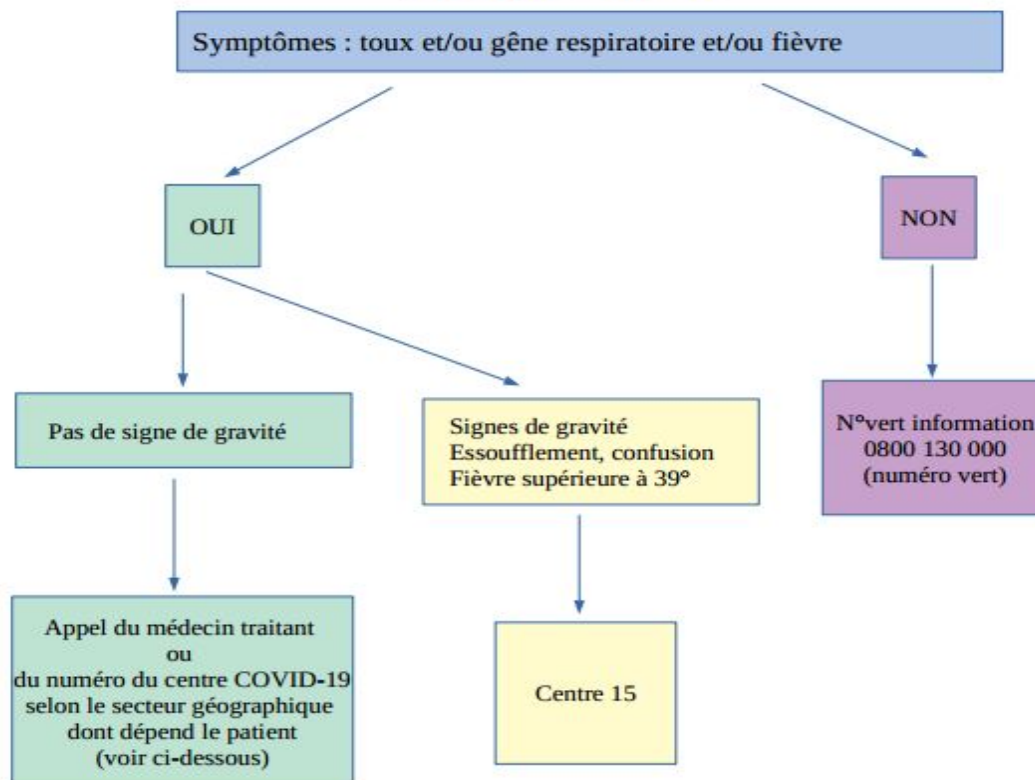 Symptômes : toux et/ou gêne respiratoire et/ou fièvre
OUI
NON
Pas de signe de gravité
Signes de gravité
Essoufflement, confusion
Fièvre supérieure à 39°
N°vert information
0800 130 000
(numéro vert)
Appel du médecin traitant
ou
du numéro du centre COVID-19
selon le secteur géographique
dont dépend le patient
(voir ci-dessous)
Centre 15